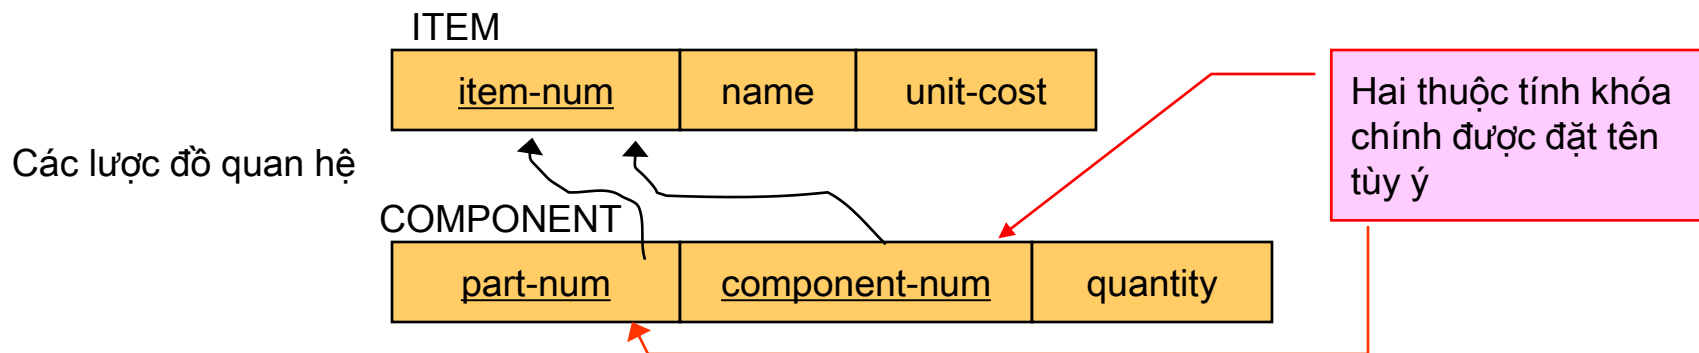 ITEM
item-num name unit-cost
Hai thuộc tính khóa
chính được đặt tên
tùy ý
Các lược đồ quan hệ
COMPONENT
part-num component-num quantity